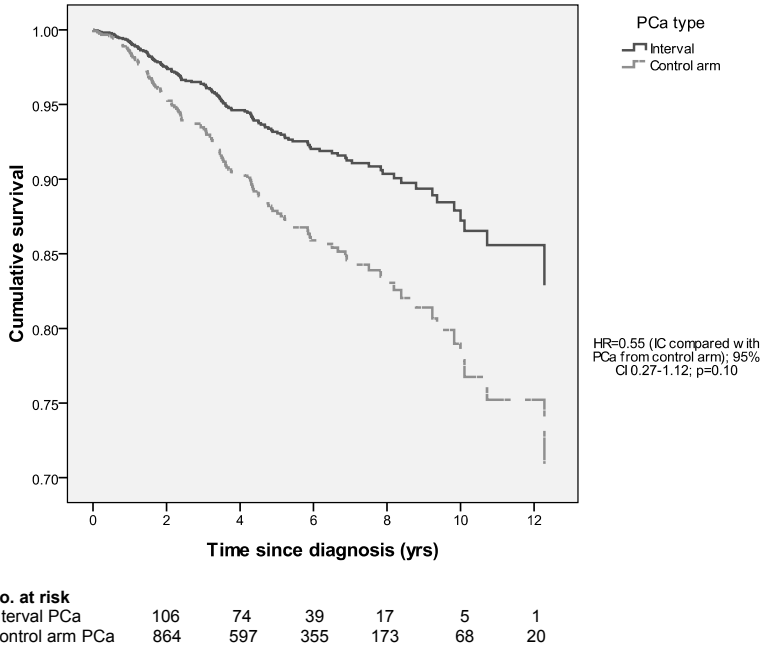 PCa type
Interval
Control arm
1.00
0.95
0.90
0.85
0.80
0.75
0.70
Cumulative survival
0 2 4 6 8 10 12
Time since diagnosis (yrs)
HR=0.55 (IC compared with
PCa from control arm); 95%
CI 0.27-1.12; p=0.10
o. at risk
terval PCa 106 74 39 17 5 1
ontrol arm PCa 864 597 355 173 68 20